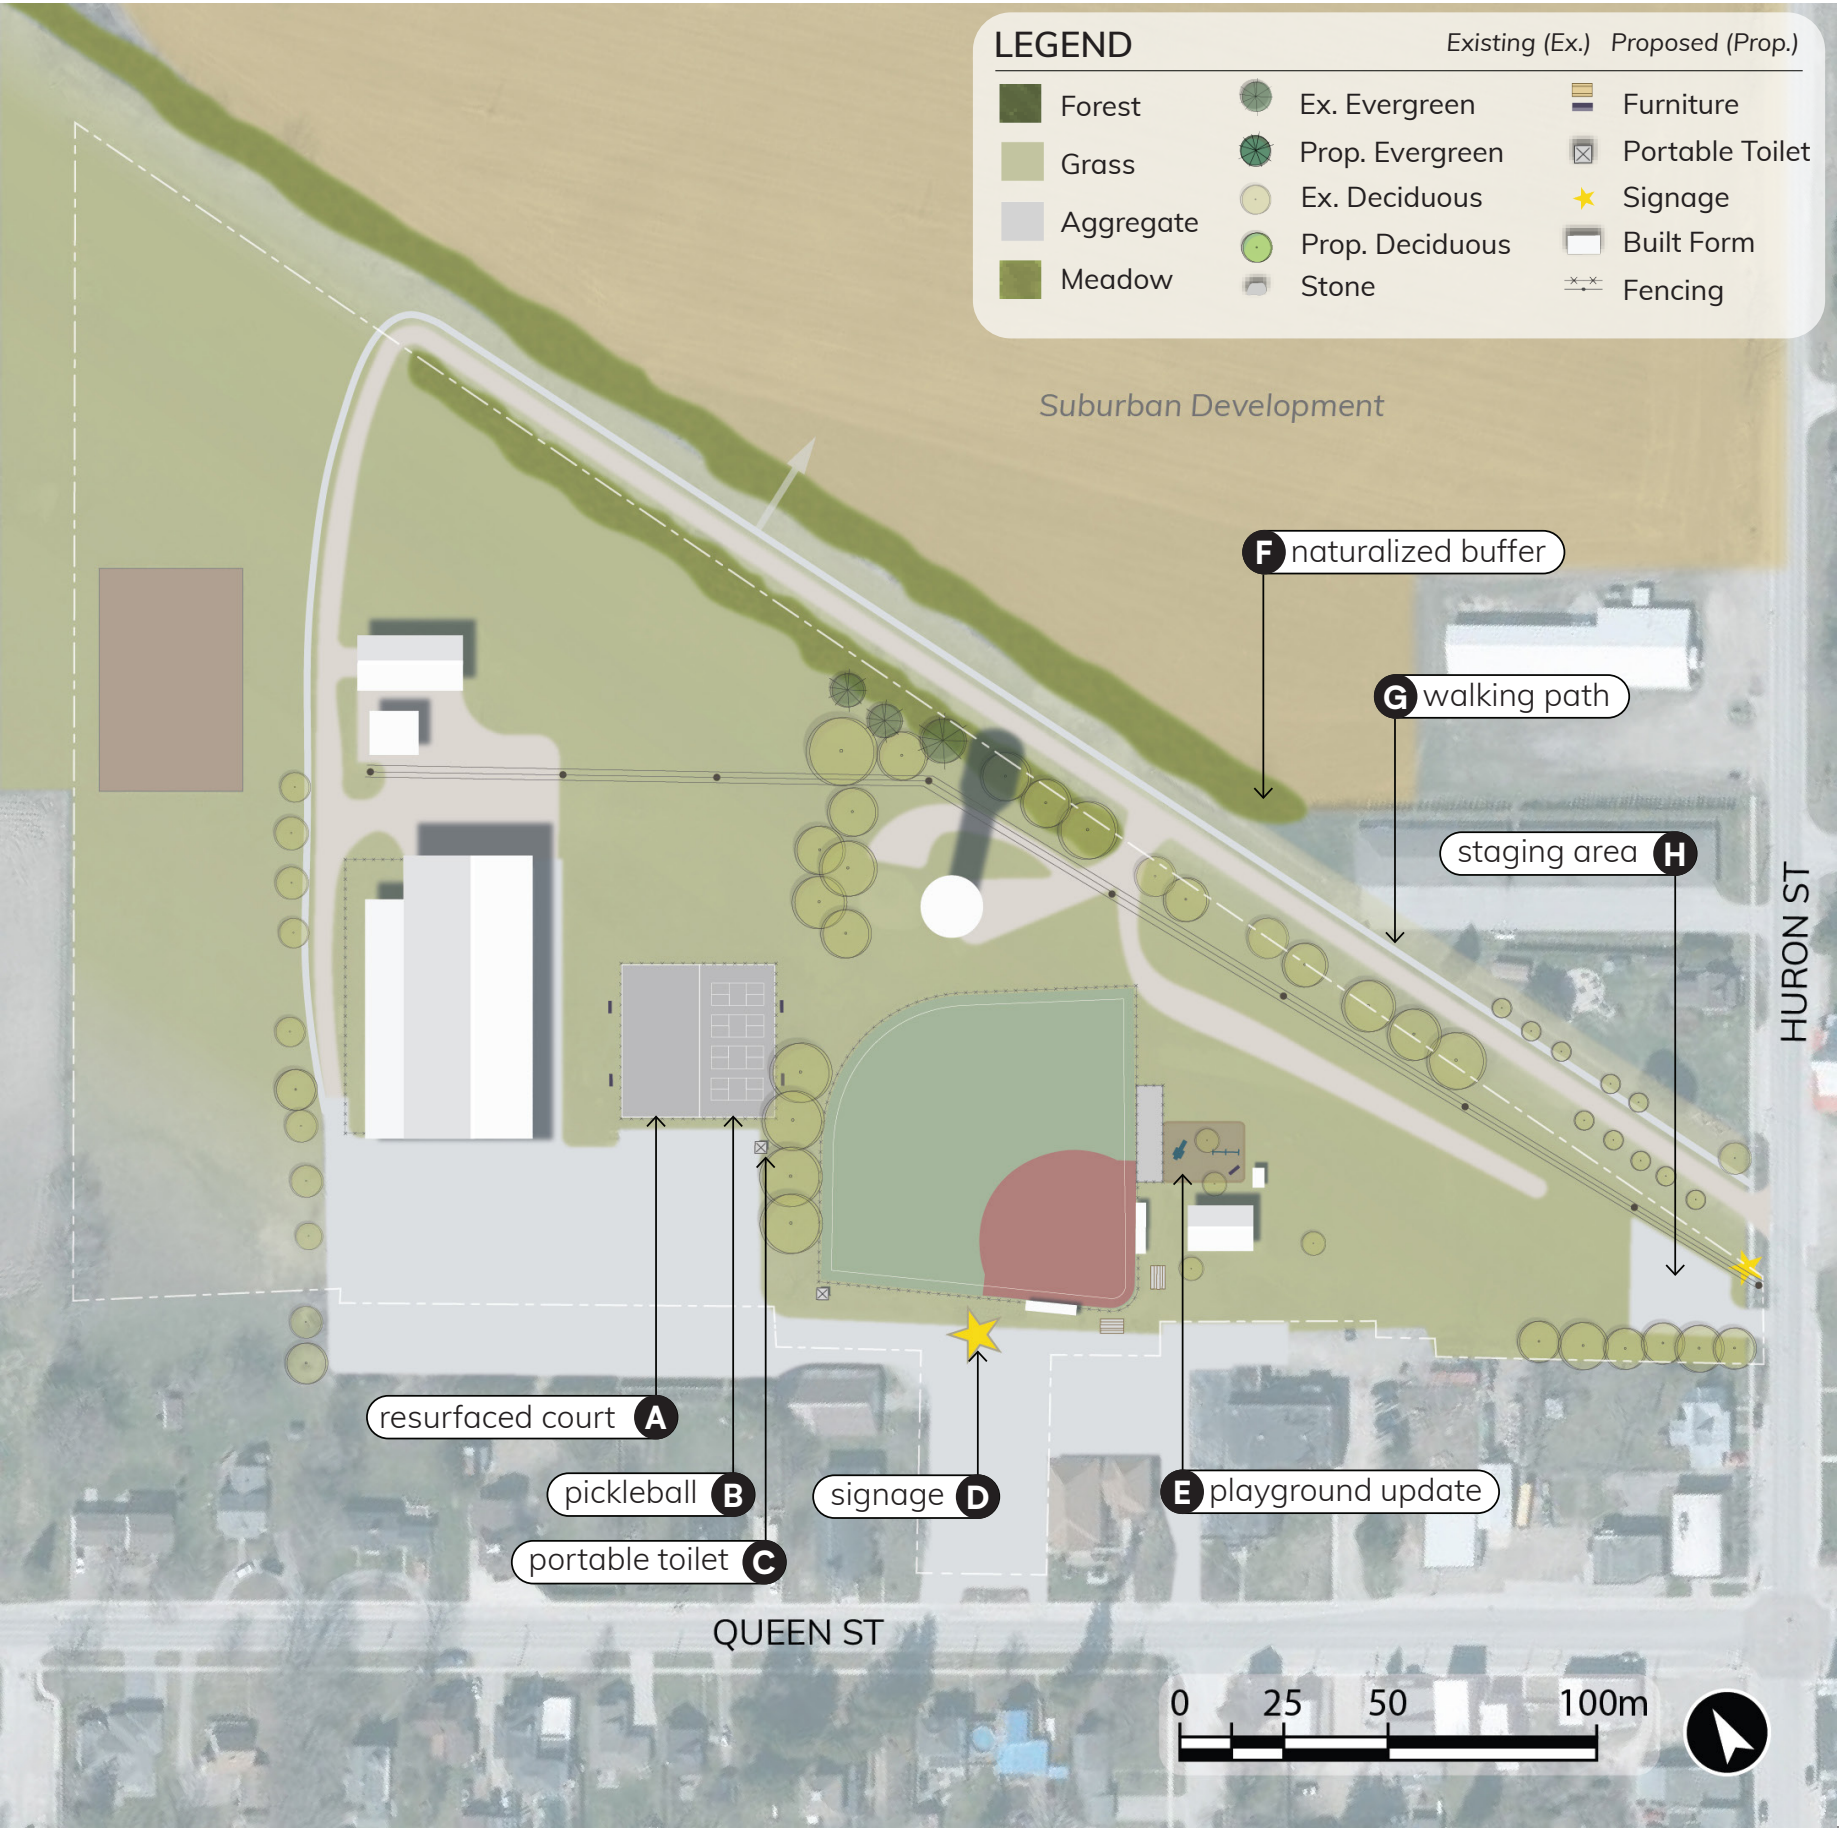 LEGEND
Existing (Ex.) Proposed (Prop.)
Forest
Grass
Aggregate
Meadow
Ex. Evergreen
Prop. Evergreen
Ex. Deciduous
Prop. Deciduous
Stone
Furniture
Portable Toilet
Signage
Built Form
Fencing
Suburban Development
F naturalized buffer
G walking path
staging area H
HURON ST
resurfaced court A
pickleball B
signage D
E playground update
portable toilet C
QUEEN ST
0 25 50 100m